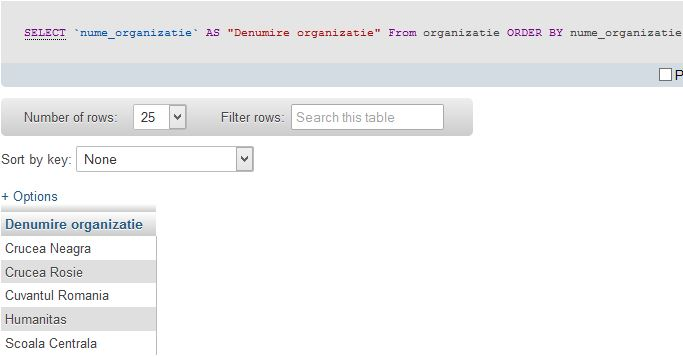 SELECT `nume_organizatie` AS "Denumire organizatie" From organizatie ORDER BY nume_organizatie
P
Number of rows: 25 Filter rows: Search this table
Sort by key: None
+ Options
Denumire organizatie
Crucea Neagra
Crucea Rosie
Cuvantul Romania
Humanitas
Scoala Centrala